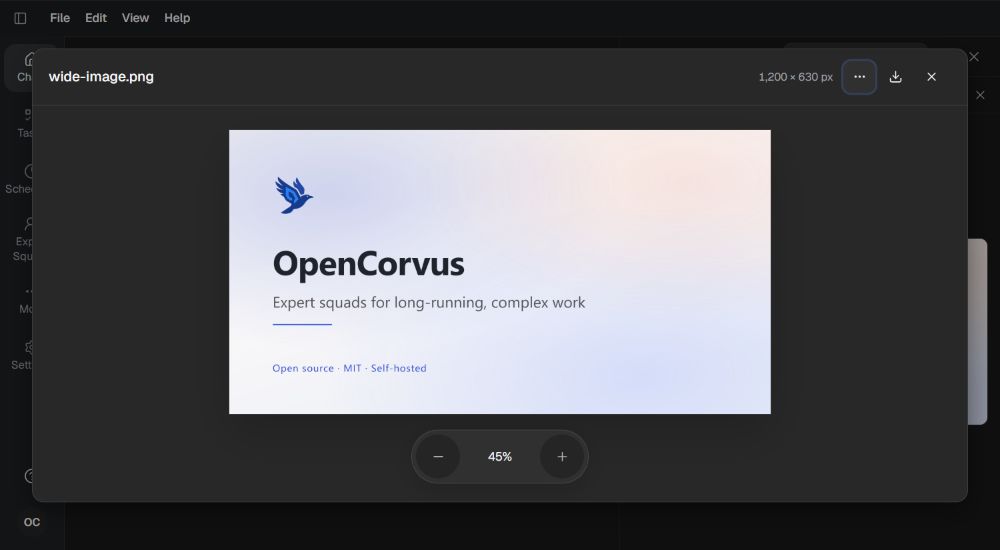 File Edit View Help
wide-image.png
1,200 × 630 px
OpenCorvus
Expert squads for long-running, complex work
Open source · MIT · Self-hosted
45%
OC